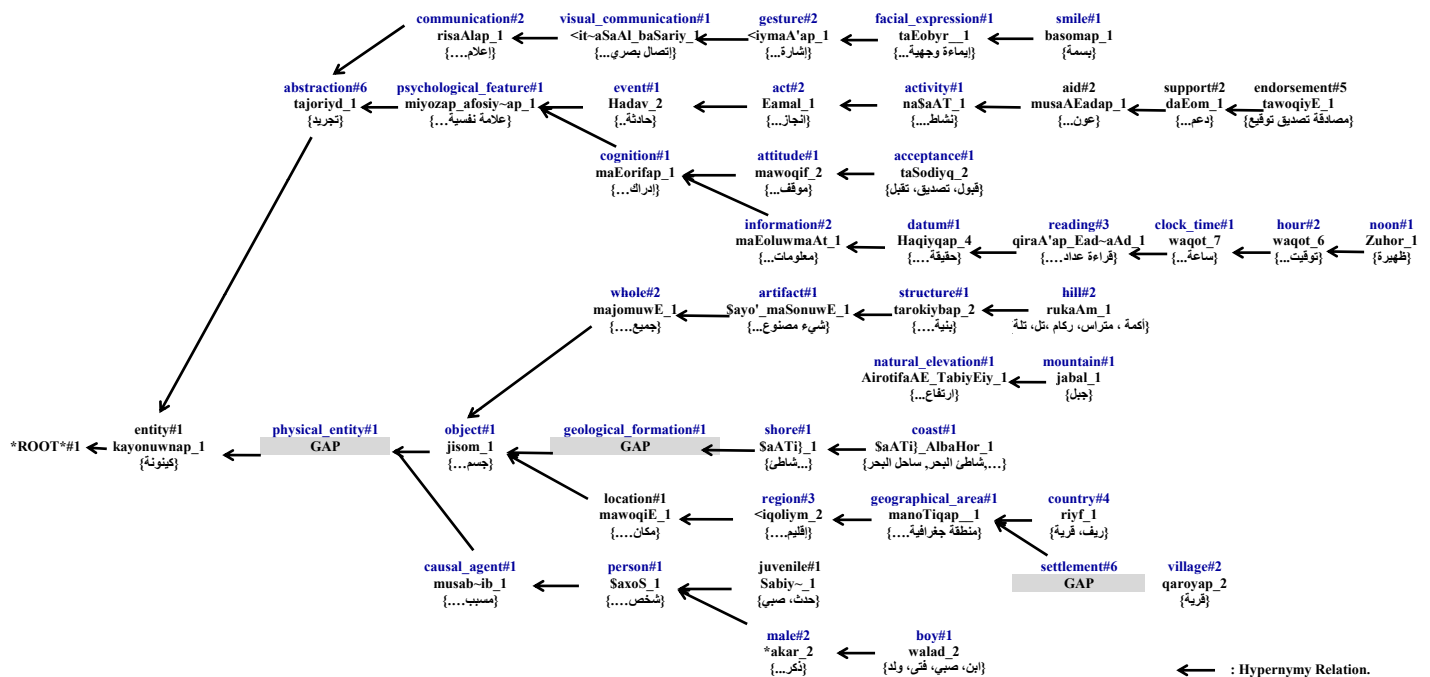 communication#2 visual_communication#1 gesture#2 facial_expression#1 smile#1
risaAlap_1 <it~aSaAl_baSariy_1 <iymaA'ap_1 taEobyr__1 basomap_1
{إعلام....} {إتصال بصري...} {إشارة...} {إيماءة وجهية...} {بسمة}
abstraction#6 psychological_feature#1 event#1 act#2 activity#1 aid#2 support#2 endorsement#5
tajoriyd_1 miyozap_afosiy~ap_1 Hadav_2 Eamal_1 na$aAT_1 musaAEadap_1 daEom_1 tawoqiyE_1
{تجريد} {علامة نفسية...} {حادثة..} {انجاز...} {نشاط....} {عون...} {دعم...} {مصادقة تصديق توقيع}
cognition#1 attitude#1 acceptance#1
maEorifap_1 mawoqif_2 taSodiyq_2
{إدراك...} {موقف...} {قبول، تصديق، تقبل}
information#2 datum#1 reading#3 clock_time#1 hour#2 noon#1
maEoluwmaAt_1 Haqiyqap_4 qiraA'ap_Ead~aAd_1 waqot_7 waqot_6 Zuhor_1
{معلومات...} {حقيقة....} {قراءة عداد....} {ساعة...} {توقيت...} {ظهيرة}
whole#2 artifact#1 structure#1 hill#2
majomuwE_1 $ayo'_maSonuwE_1 tarokiybap_2 rukaAm_1
{جميع....} {شيء مصنوع...} {بنية....} {أكمة ، متراس، ركام ،تل، تلة}
natural_elevation#1 mountain#1
AirotifaAE_TabiyEiy_1 jabal_1
{ارتفاع...} {جبل}
entity#1 physical_entity#1 object#1 geological_formation#1 shore#1 coast#1
*ROOT*#1 kayonuwnap_1 GAP jisom_1 GAP $aATi}_1 $aATi}_AlbaHor_1
{كينونة} {جسم...} {شاطئ...} {شاطئ البحر, ساحل البحر,...}
location#1 region#3 geographical_area#1 country#4
mawoqiE_1 <iqoliym_2 manoTiqap__1 riyf_1
{مكان....} {إقليم....} {منطقة جغرافية....} {ريف، قرية}
causal_agent#1 person#1 juvenile#1 settlement#6 village#2
musab~ib_1 $axoS_1 Sabiy~_1 GAP qaroyap_2
{مسبب....} {شخص....} {حدث، صبي} {قرية}
male#2 boy#1
*akar_2 walad_2
{ذكر...} {ابن، صبي، فتى، ولد}
: Hypernymy Relation.